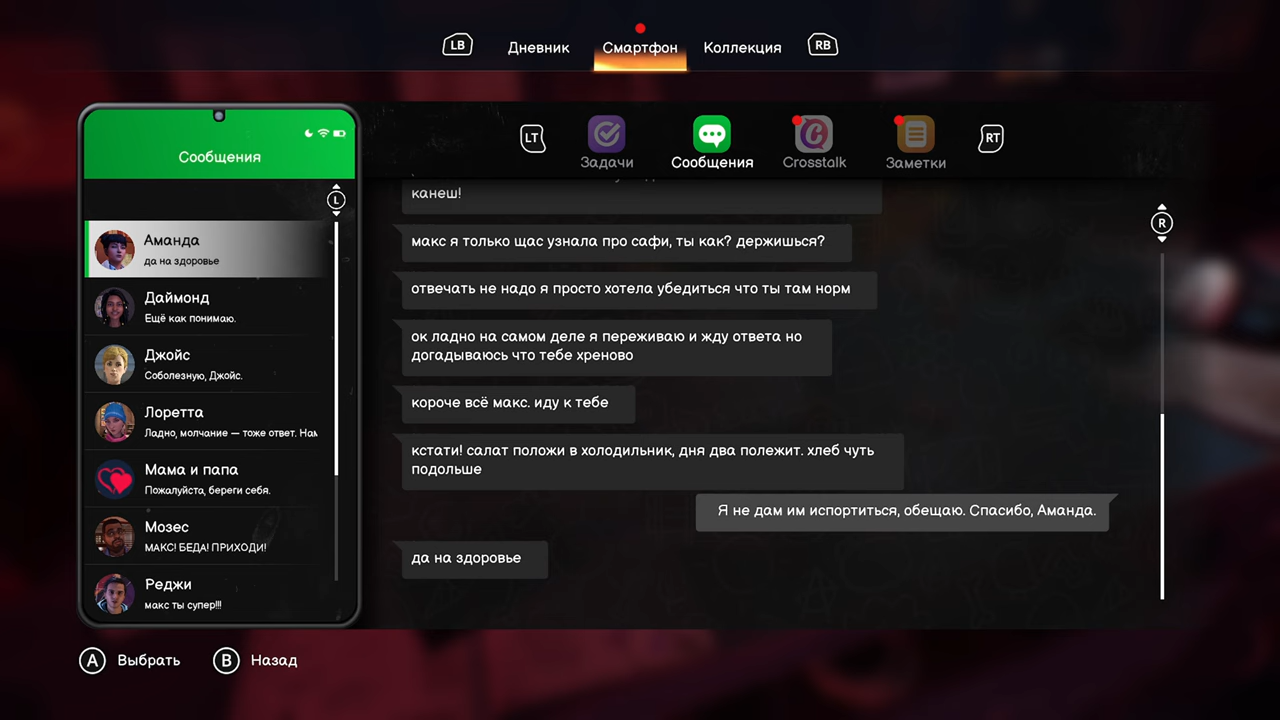 LB
Дневник
Смартфон
Коллекция
RB
Сообщения
LT
Задачи
Сообщения
Crosstalk
Заметки
RT
L
Аманда
да на здоровье
Даймонд
Ещё как понимаю.
Джойс
Соболезную, Джойс.
Лоретта
Ладно, молчание — тоже ответ. Нам
Мама и папа
Пожалуйста, береги себя.
Мозес
МАКС! БЕДА! ПРИХОДИ!
Реджи
макс ты супер!!!
канеш!
R
макс я только щас узнала про сафи, ты как? держишься?
отвечать не надо я просто хотела убедиться что ты там норм
ок ладно на самом деле я переживаю и жду ответа но
догадываюсь что тебе хреново
короче всё макс. иду к тебе
кстати! салат положи в холодильник, дня два полежит. хлеб чуть
подольше
Я не дам им испортиться, обещаю. Спасибо, Аманда.
да на здоровье
A Выбрать
B Назад